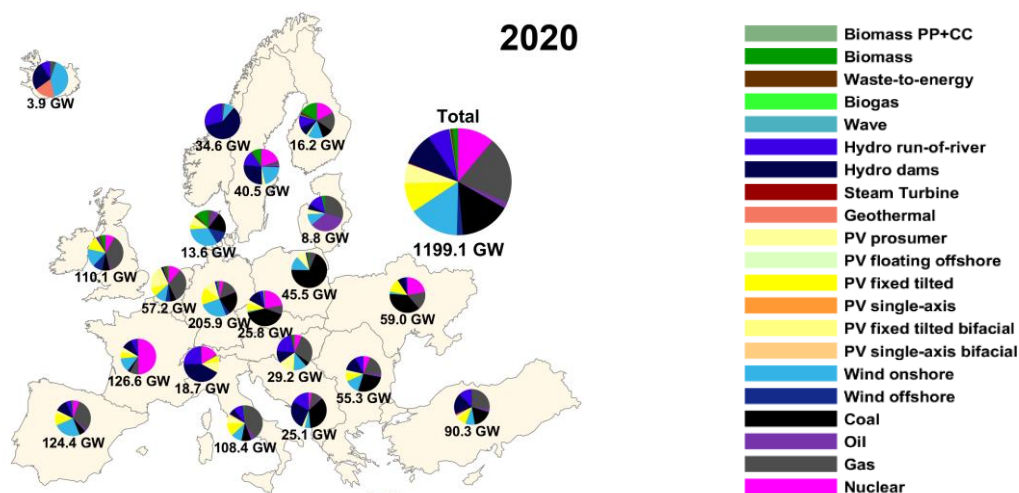 2020
3.9 GW
Total
34.6 GW
16.2 GW
40.5 GW
1199.1 GW
8.8 GW
13.6 GW
110.1 GW
45.5 GW
57.2 GW
205.9 GW
25.8 GW
59.0 GW
126.6 GW
18.7 GW
29.2 GW
55.3 GW
124.4 GW
108.4 GW
25.1 GW
90.3 GW
Biomass PP+CC
Biomass
Waste-to-energy
Biogas
Wave
Hydro run-of-river
Hydro dams
Steam Turbine
Geothermal
PV prosumer
PV floating offshore
PV fixed tilted
PV single-axis
PV fixed tilted bifacial
PV single-axis bifacial
Wind onshore
Wind offshore
Coal
Oil
Gas
Nuclear